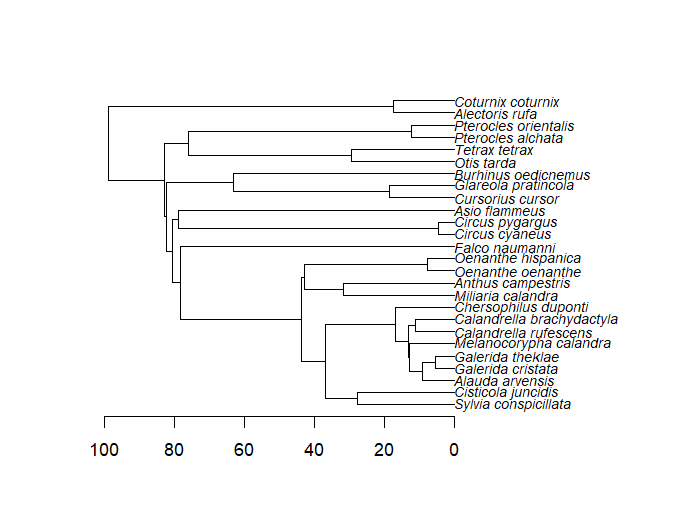 Coturnix coturnix
Alectoris rufa
Pterocles orientalis
Pterocles alchata
Tetrax tetrax
Otis tarda
Burhinus oedicnemus
Glareola pratincola
Cursorius cursor
Asio flammeus
Circus pygargus
Circus cyaneus
Falco naumanni
Oenanthe hispanica
Oenanthe oenanthe
Anthus campestris
Miliaria calandra
Chersophilus duponti
Calandrella brachydactyla
Calandrella rufescens
Melanocorypha calandra
Galerida theklae
Galerida cristata
Alauda arvensis
Cisticola juncidis
Sylvia conspicillata
100 80 60 40 20 0